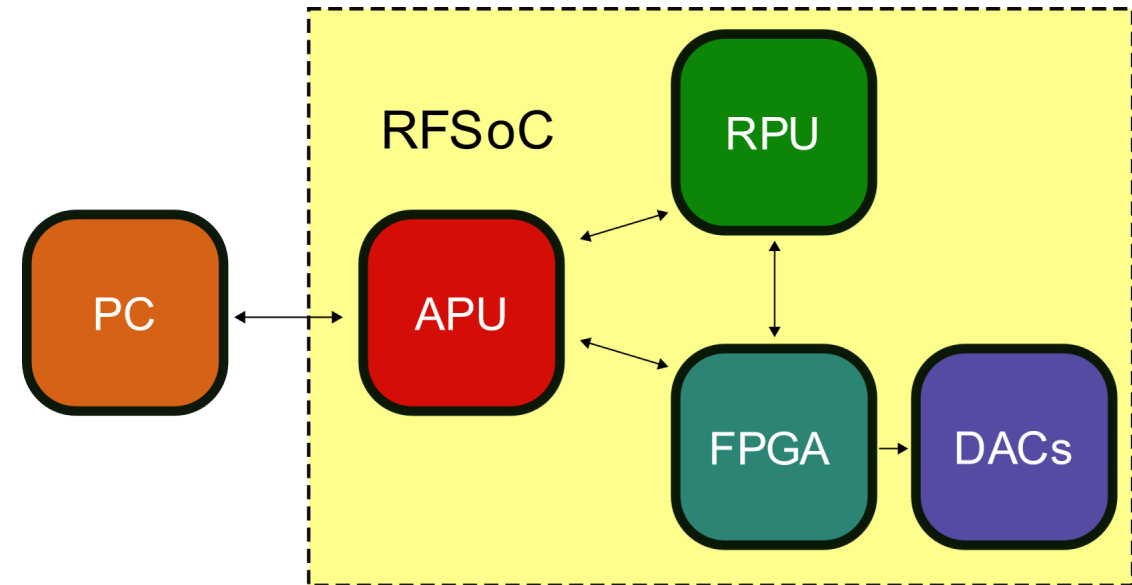 RFSoC
RPU
PC
APU
FPGA
DACs